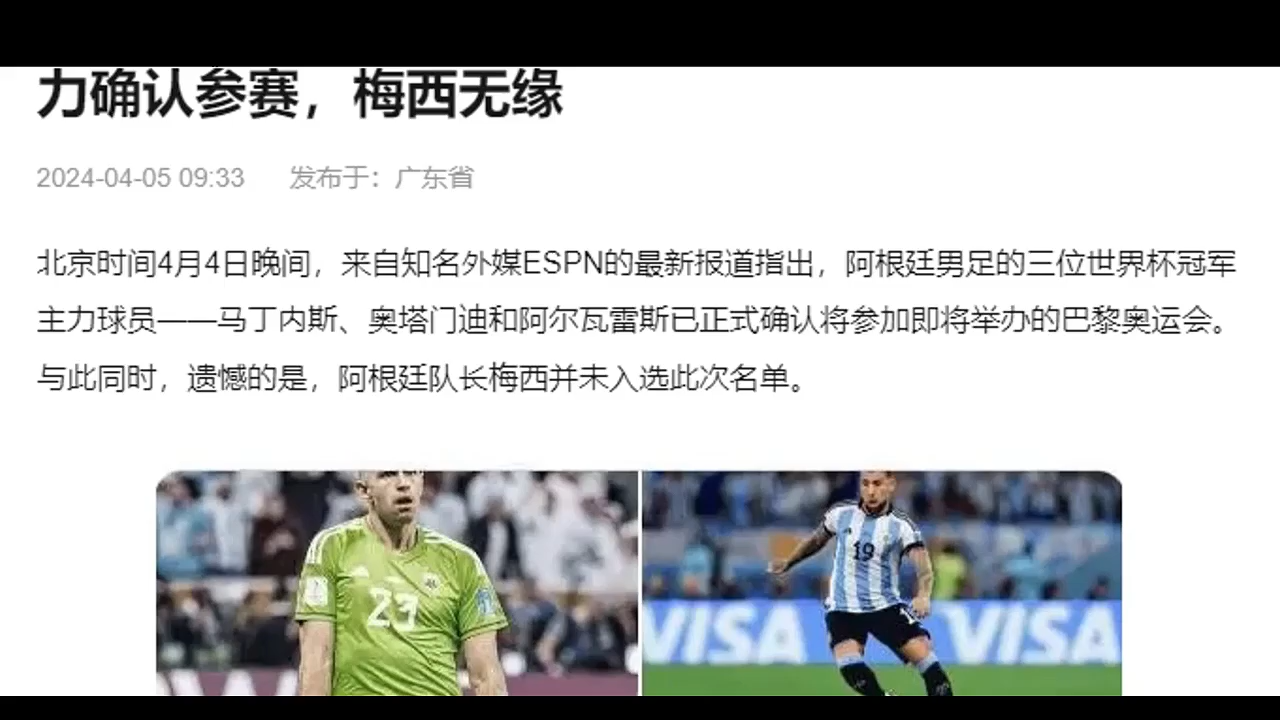 力确认参赛，梅西无缘
2024-04-05 09:33 发布于：广东省
北京时间4月4日晚间，来自知名外媒ESPN的最新报道指出，阿根廷男足的三位世界杯冠军
主力球员——马丁内斯、奥塔门迪和阿尔瓦雷斯已正式确认将参加即将举办的巴黎奥运会。
与此同时，遗憾的是，阿根廷队长梅西并未入选此次名单。
23
19
VISA
VISA